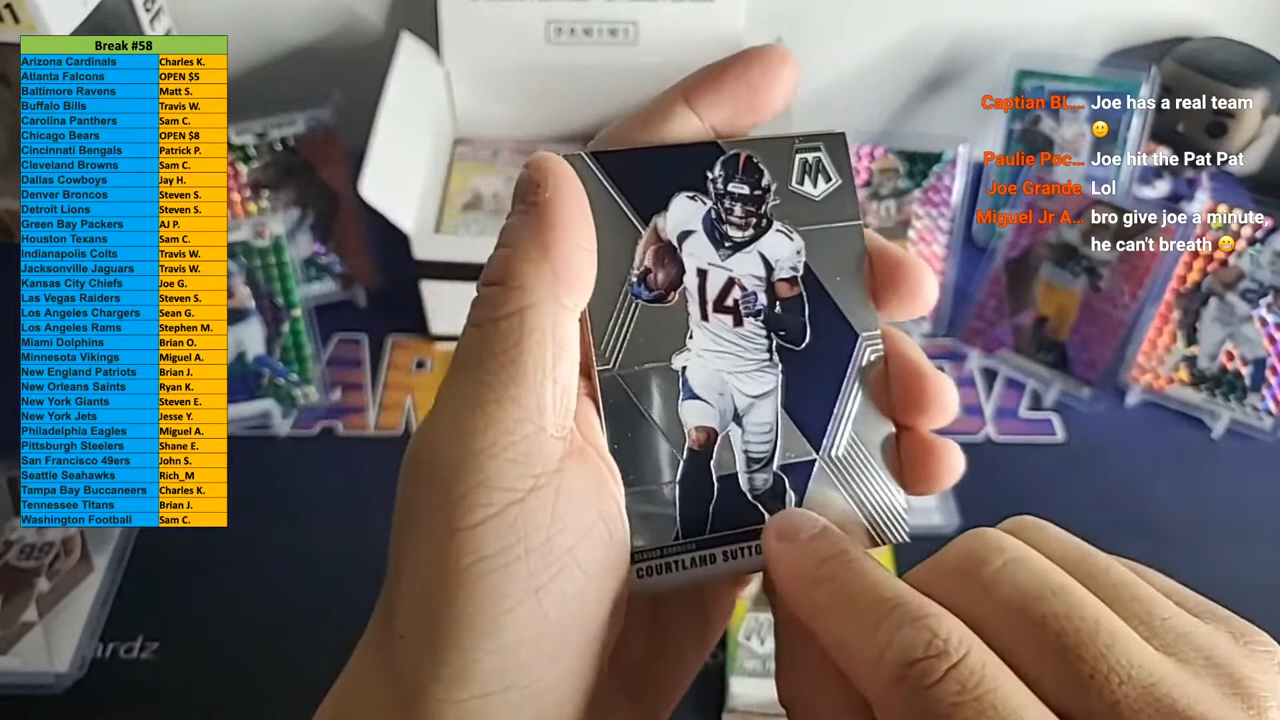 Break #58
Arizona Cardinals Charles K.
Atlanta Falcons OPEN $5
Baltimore Ravens Matt S.
Buffalo Bills Travis W.
Carolina Panthers Sam C.
Chicago Bears OPEN $8
Cincinnati Bengals Patrick P.
Cleveland Browns Sam C.
Dallas Cowboys Jay H.
Denver Broncos Steven S.
Detroit Lions Steven S.
Green Bay Packers AJ P.
Houston Texans Sam C.
Indianapolis Colts Travis W.
Jacksonville Jaguars Travis W.
Kansas City Chiefs Joe G.
Las Vegas Raiders Steven S.
Los Angeles Chargers Sean G.
Los Angeles Rams Stephen M.
Miami Dolphins Brian O.
Minnesota Vikings Miguel A.
New England Patriots Brian J.
New Orleans Saints Ryan K.
New York Giants Steven E.
New York Jets Jesse Y.
Philadelphia Eagles Miguel A.
Pittsburgh Steelers Shane E.
San Francisco 49ers John S.
Seattle Seahawks Rich_M
Tampa Bay Buccaneers Charles K.
Tennessee Titans Brian J.
Washington Football Sam C.
PANINI
Captian BL... Joe has a real team 🙂
Paulie Poc... Joe hit the Pat Pat
Joe Grande Lol
Miguel Jr A... bro give joe a minute,
he can't breath 😬
M
14
DENVER BRONCOS
COURTLAND SUTTO
99
ardz